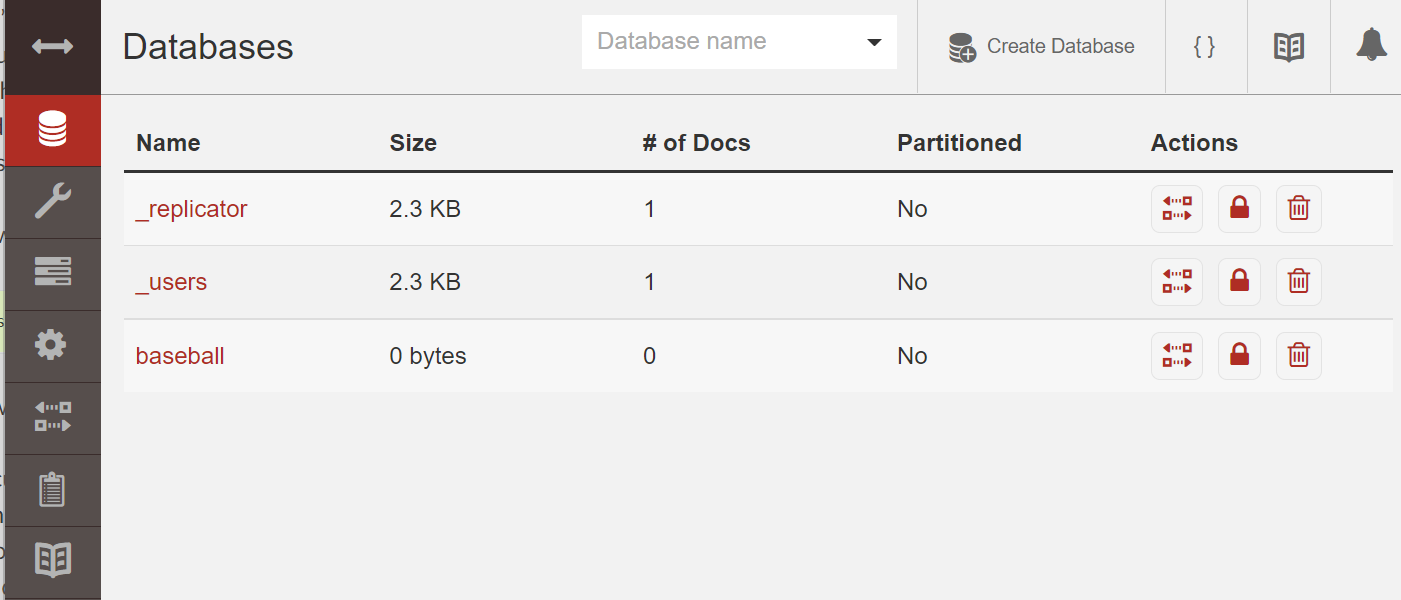 Databases
Database name
Create Database
{ }
Name Size # of Docs Partitioned Actions
_replicator 2.3 KB 1 No
_users 2.3 KB 1 No
baseball 0 bytes 0 No